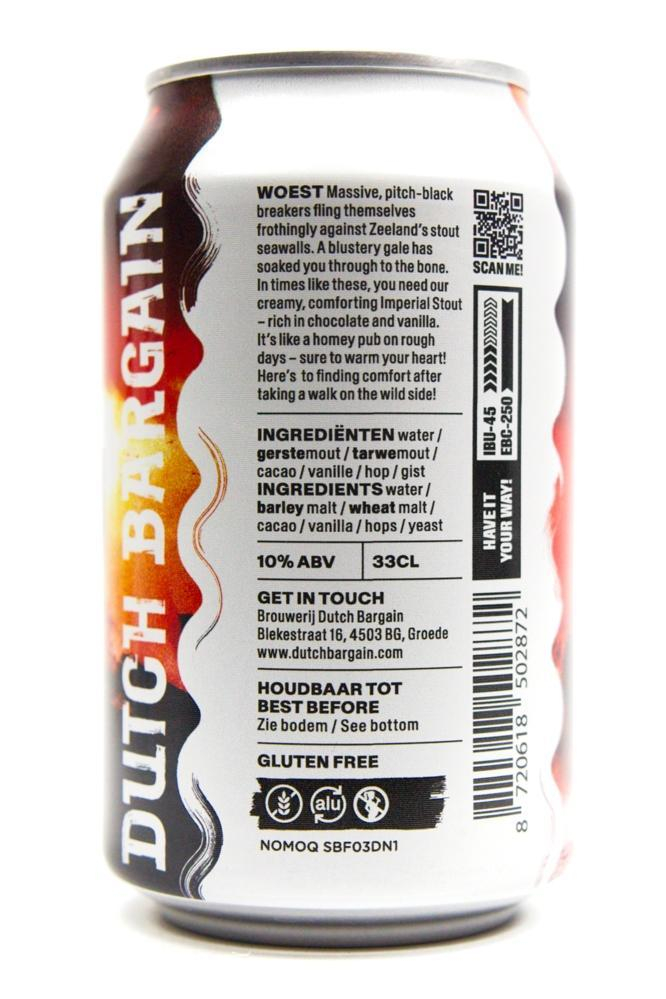 DUTCH BARGAIN
WOEST Massive, pitch-black
breakers fling themselves
frothingly against Zeeland's stout
seawalls. A blustery gale has
soaked you through to the bone.
In times like these, you need our
creamy, comforting Imperial Stout
– rich in chocolate and vanilla.
It's like a homey pub on rough
days – sure to warm your heart!
Here's to finding comfort after
taking a walk on the wild side!
INGREDIËNTEN water /
gerstemout / tarwemout /
cacao / vanille / hop / gist
INGREDIENTS water /
barley malt / wheat malt /
cacao / vanilla / hops / yeast
10% ABV
33CL
GET IN TOUCH
Brouwerij Dutch Bargain
Blekestraat 16, 4503 BG, Groede
www.dutchbargain.com
HOUDBAAR TOT
BEST BEFORE
Zie bodem / See bottom
GLUTEN FREE
alu
NOMOQ SBF03DN1
SCAN ME!
IBU-45
EBC-250
HAVE IT
YOUR WAY!
8 720618 502872